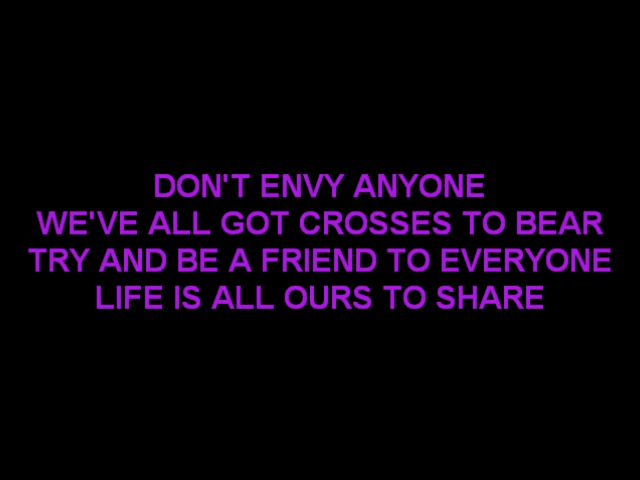 DON'T ENVY ANYONE
WE'VE ALL GOT CROSSES TO BEAR
TRY AND BE A FRIEND TO EVERYONE
LIFE IS ALL OURS TO SHARE